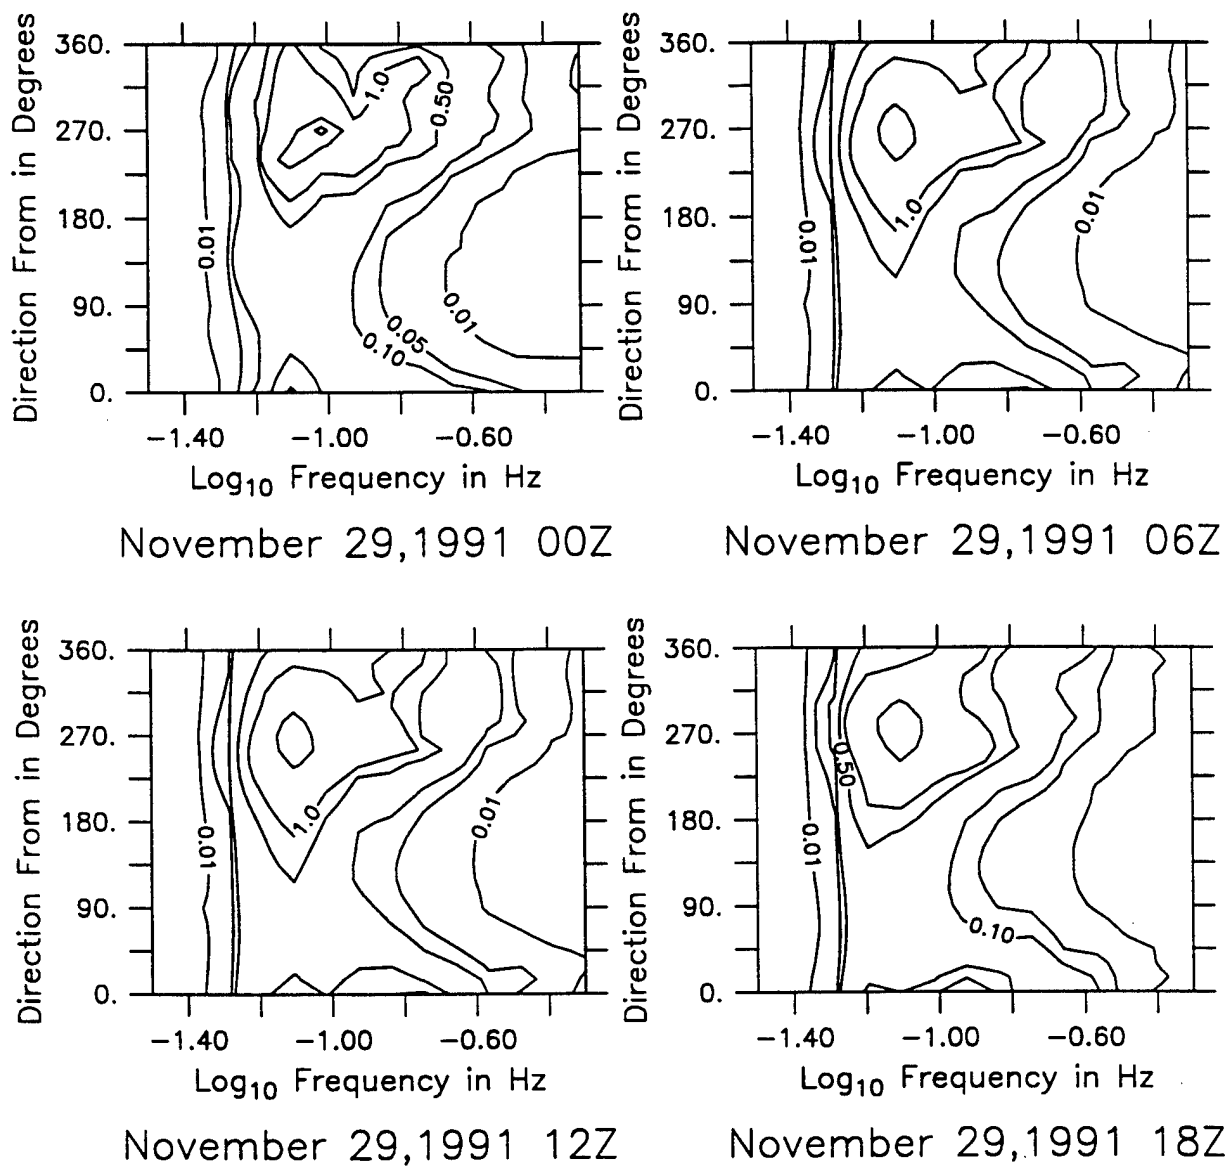 Direction From in Degrees
360.
270.
180.
90.
0.
1.0
0.50
0.01
0.01
0.05
0.10
-1.40 -1.00 -0.60
Log10 Frequency in Hz
November 29,1991 00Z
Direction From in Degrees
360.
270.
180.
90.
0.
1.0
0.01
0.01
-1.40 -1.00 -0.60
Log10 Frequency in Hz
November 29,1991 06Z
Direction From in Degrees
360.
270.
180.
90.
0.
1.0
0.01
0.01
-1.40 -1.00 -0.60
Log10 Frequency in Hz
November 29,1991 12Z
Direction From in Degrees
360.
270.
180.
90.
0.
0.50
0.01
0.10
-1.40 -1.00 -0.60
Log10 Frequency in Hz
November 29,1991 18Z